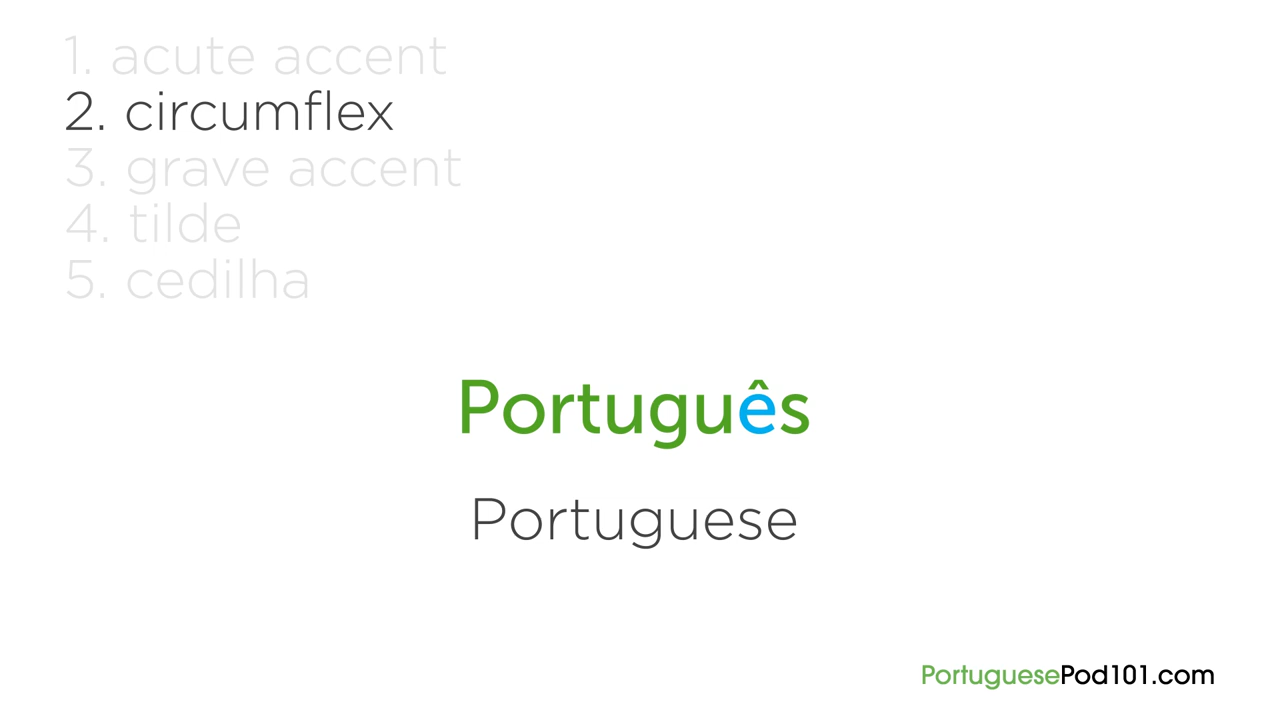 1. acute accent
2. circumflex
3. grave accent
4. tilde
5. cedilha
Português
Portuguese
PortuguesePod101.com